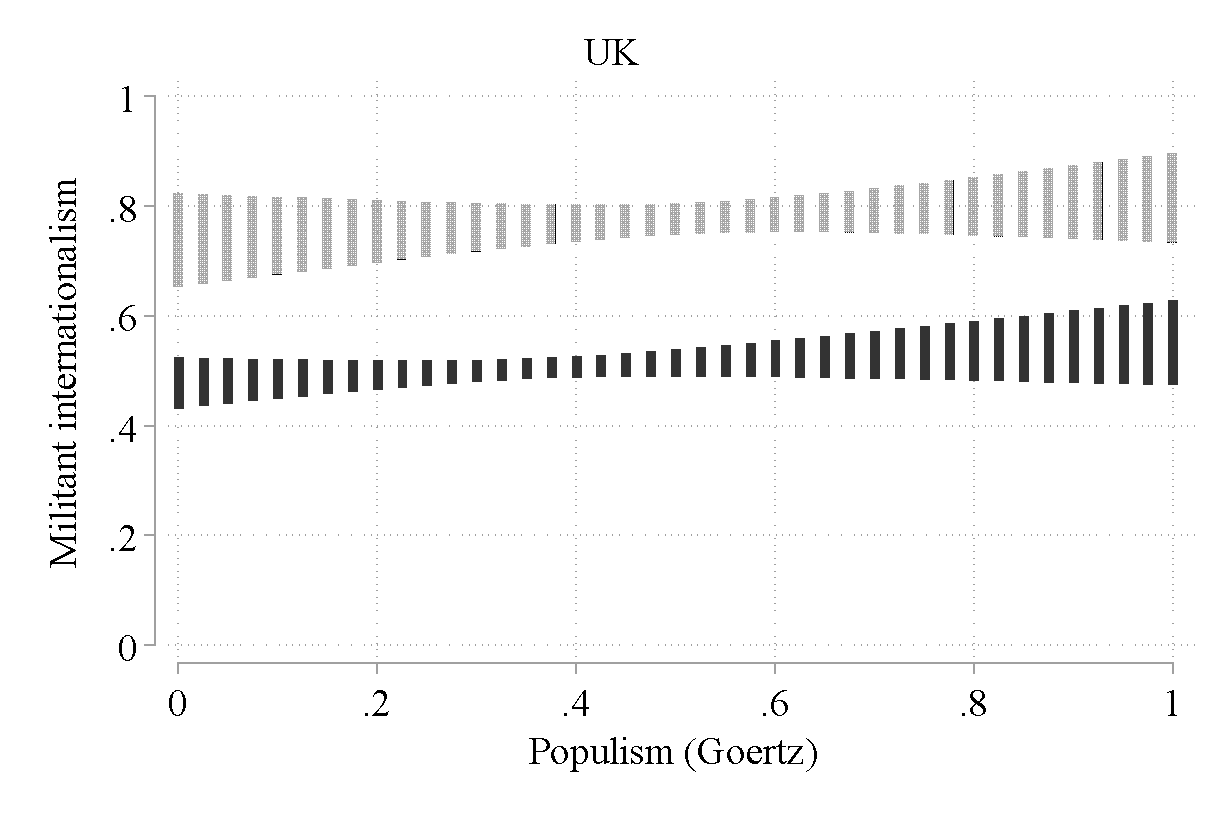 UK
Militant internationalism
1
.8
.6
.4
.2
0
0 .2 .4 .6 .8 1
Populism (Goertz)